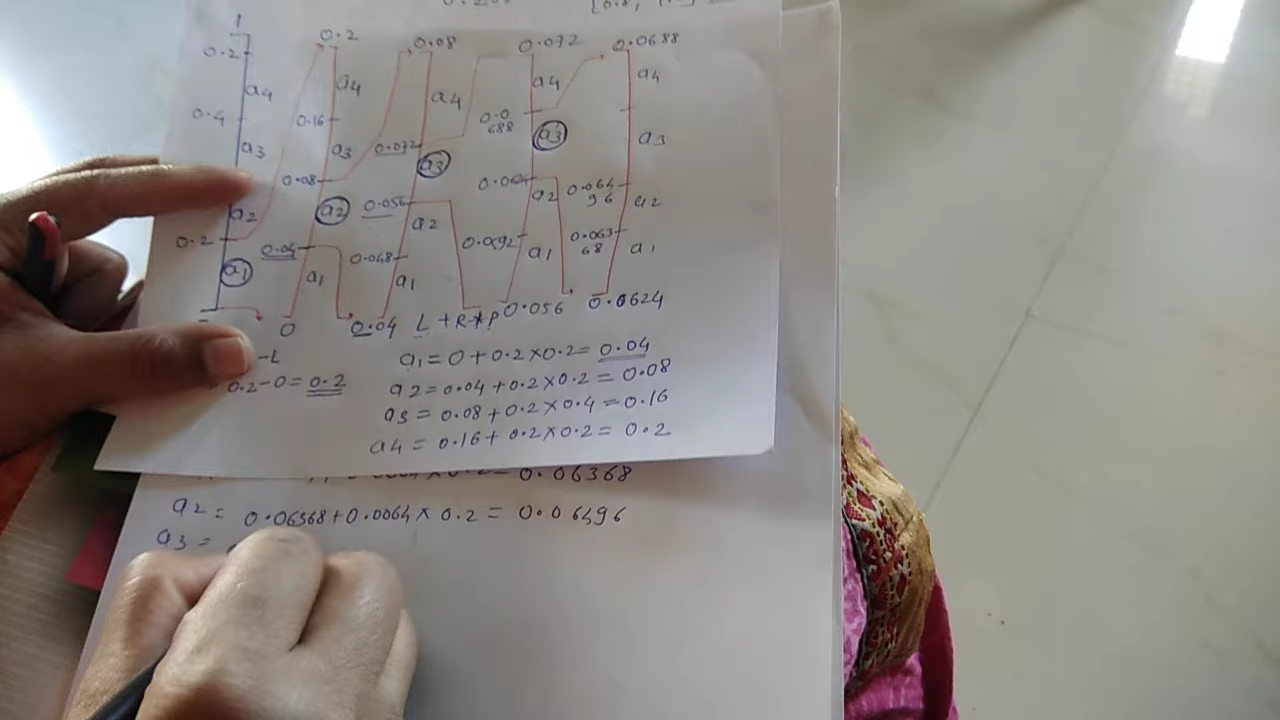 1 0.2 0.08 0.072 0.0688
0.2 a4 a4 a4 a4 a4
0.4 0.16 0.0688
a3 a3 0.072 a3 a3 a3
0.08 0.064 0.06496
a2 a2 0.056 a2 a2 a2
0.2 0.04 0.048 0.0592 0.06368
a1 a1 a1 a1 a1
0 0.04 0.056 0.0624
L + R*P
-L
0.2-0=0.2
a1 = 0 + 0.2 × 0.2 = 0.04
a2 = 0.04 + 0.2 × 0.2 = 0.08
a3 = 0.08 + 0.2 × 0.4 = 0.16
a4 = 0.16 + 0.2 × 0.2 = 0.2
= 0.06368
a2 = 0.06368 + 0.0064 × 0.2 = 0.06496
a3 =